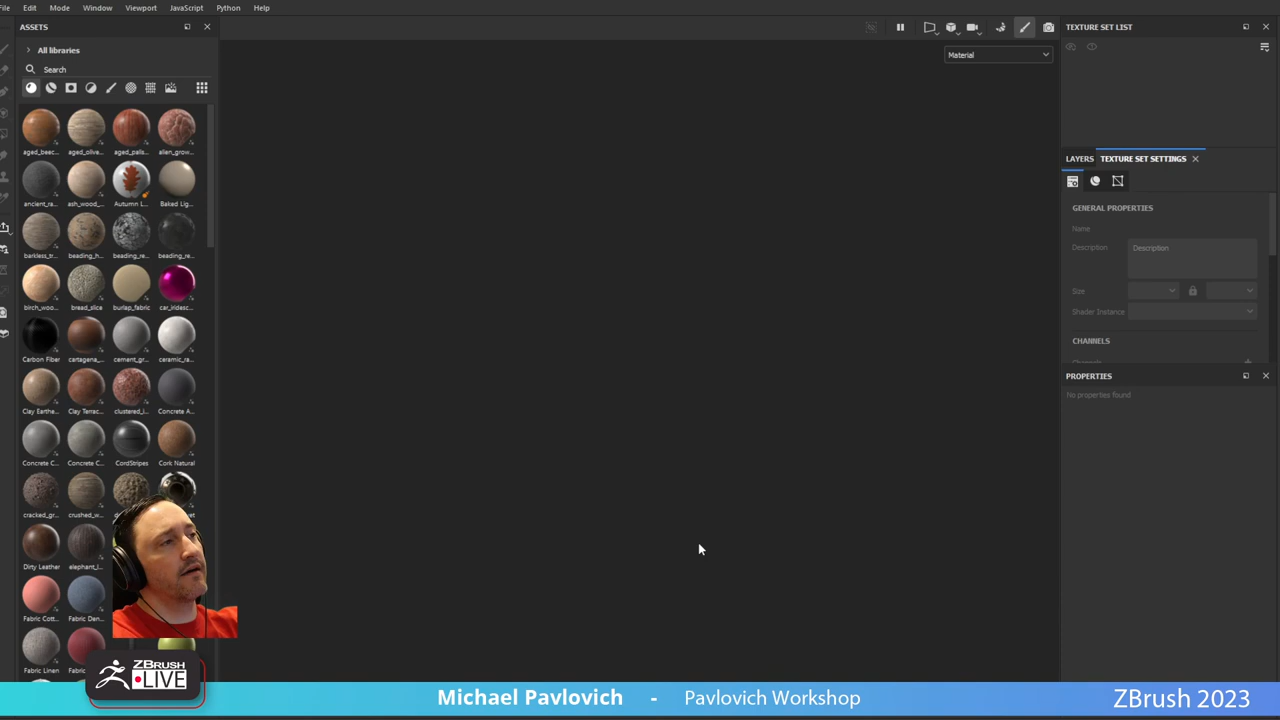 File Edit Mode Window Viewport JavaScript Python Help
ASSETS
All libraries
Search
aged_beec... aged_olive... aged_palis... alien_grow...
ancient_ra... ash_wood_... Autumn L... Baked Lig...
barkless_tr... beading_h... beading_re... beading_re...
birch_woo... bread_slice burlap_fabric car_iridesc...
Carbon Fiber cartagena_... cement_gr... ceramic_ra...
Clay Earthe... Clay Terrac... clustered_i... Concrete A...
Concrete C... Concrete C... CordStripes Cork Natural
cracked_gr... crushed_w...
Dirty Leather elephant_l...
Fabric Cott... Fabric Den...
Fabric Linen
Material
TEXTURE SET LIST
LAYERS TEXTURE SET SETTINGS
GENERAL PROPERTIES
Name
Description Description
Size
Shader Instance
CHANNELS
Channels
PROPERTIES
No properties found
ZBRUSH
LIVE
Michael Pavlovich - Pavlovich Workshop ZBrush 2023